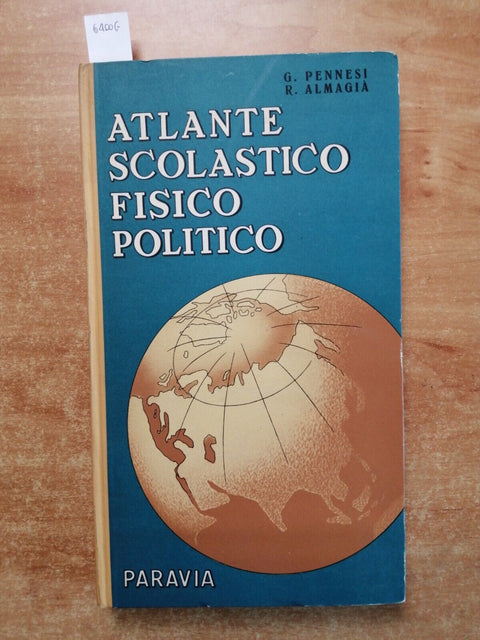 6400G
G. PENNESI
R. ALMAGIÀ
ATLANTE
SCOLASTICO
FISICO
POLITICO
PARAVIA